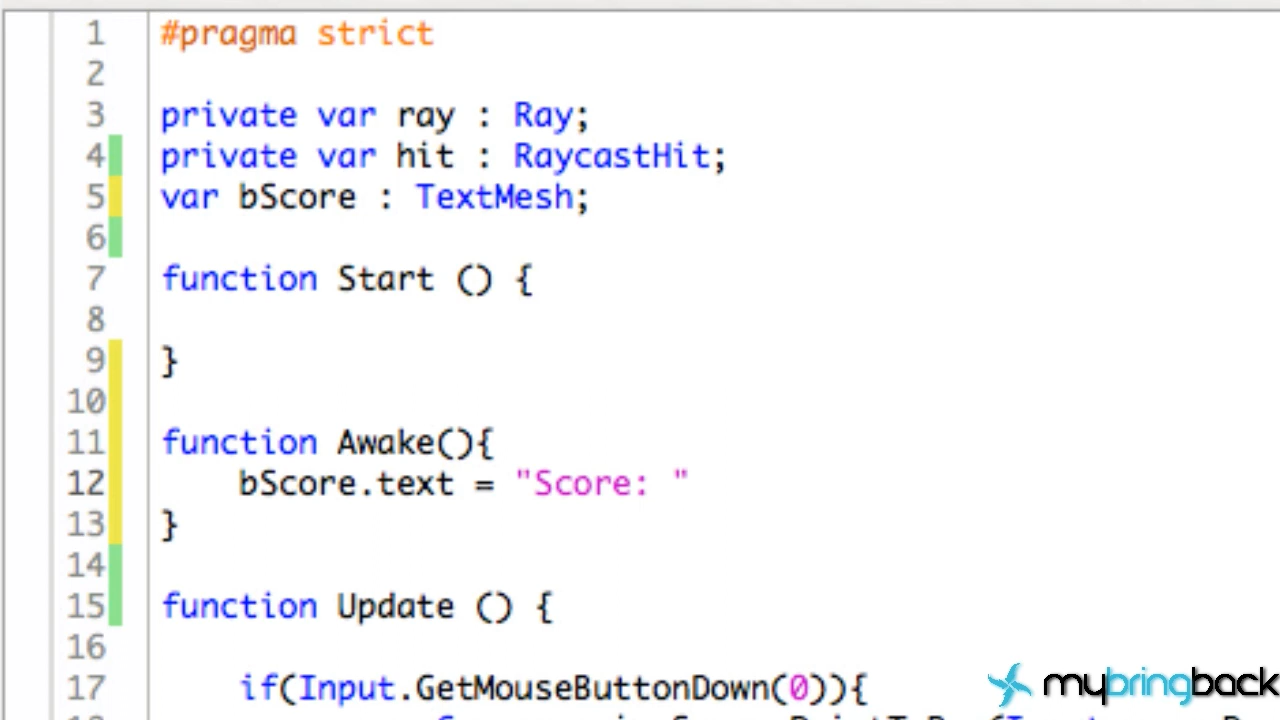 1 #pragma strict
2
3 private var ray : Ray;
4 private var hit : RaycastHit;
5 var bScore : TextMesh;
6
7 function Start () {
8
9 }
10
11 function Awake(){
12 bScore.text = "Score: "
13 }
14
15 function Update () {
16
17 if(Input.GetMouseButtonDown(0)){
mybringback